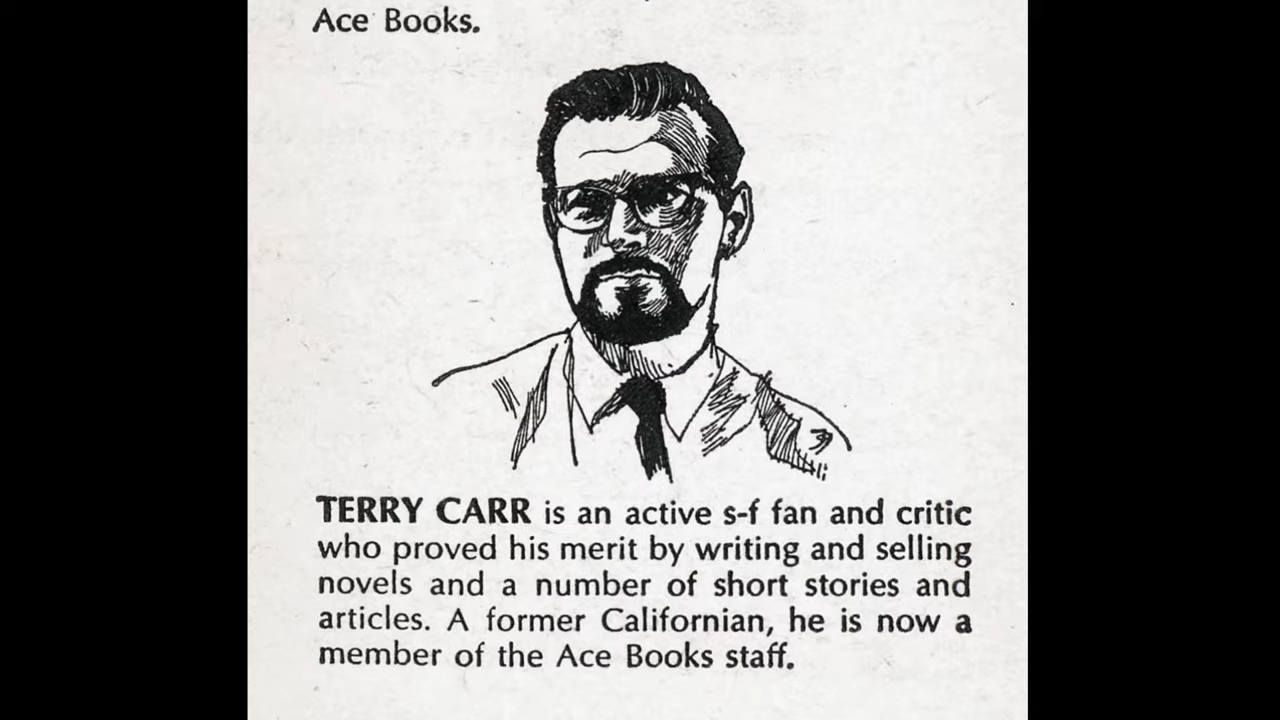 Ace Books.
TERRY CARR is an active s-f fan and critic
who proved his merit by writing and selling
novels and a number of short stories and
articles. A former Californian, he is now a
member of the Ace Books staff.